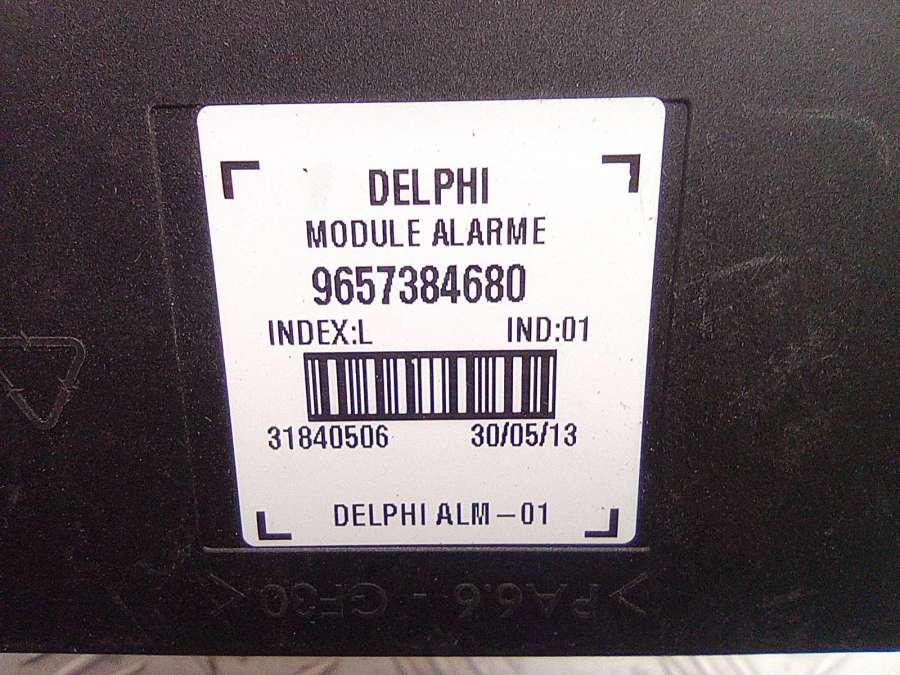 DELPHI
MODULE ALARME
9657384680
INDEX:L IND:01
31840506 30/05/13
DELPHI ALM-01
>PA6.6 - GF30<